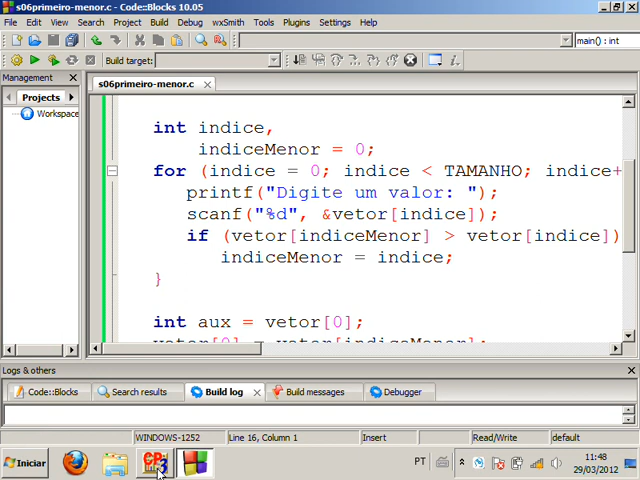 s06primeiro-menor.c - Code::Blocks 10.05
File Edit View Search Project Build Debug wxSmith Tools Plugins Settings Help
main() : int
Build target:
Management
s06primeiro-menor.c
Projects
Workspace
int indice,
indiceMenor = 0;
for (indice = 0; indice < TAMANHO; indice+
printf("Digite um valor: ");
scanf("%d", &vetor[indice]);
if (vetor[indiceMenor] > vetor[indice])
indiceMenor = indice;
}
int aux = vetor[0];
vetor[0] = vetor[indiceMenor];
Logs & others
Code::Blocks Search results Build log Build messages Debugger
WINDOWS-1252 Line 16, Column 1 Insert Read/Write default
Iniciar PT 11:48
29/03/2012